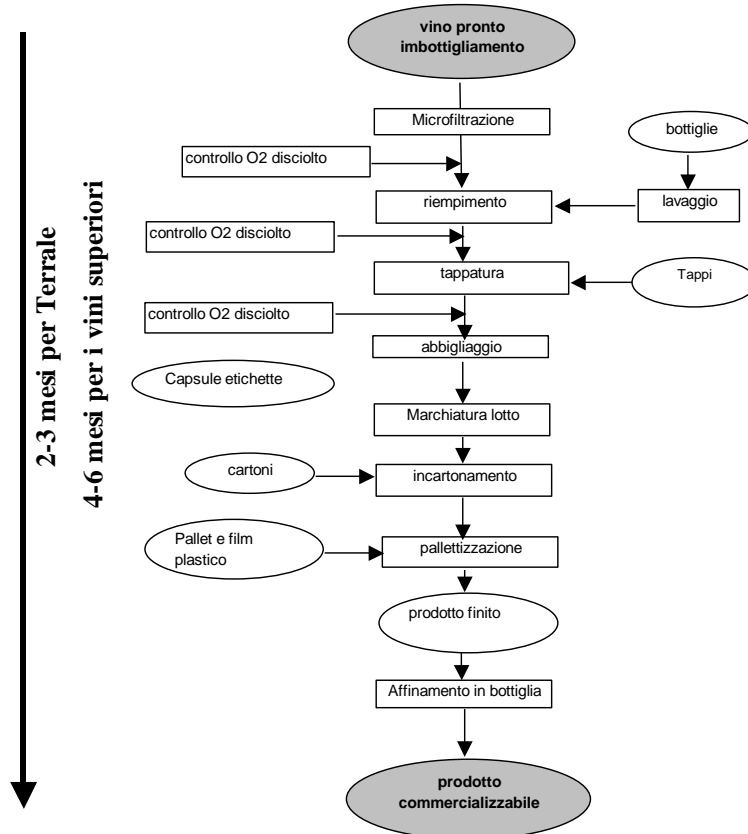 vino pronto
imbottigliamento
Microfiltrazione
bottiglie
controllo O2 disciolto
riempimento
lavaggio
controllo O2 disciolto
tappatura
Tappi
controllo O2 disciolto
abbigliaggio
Capsule etichette
Marchiatura lotto
cartoni
incartonamento
Pallet e film
plastico
pallettizzazione
prodotto finito
Affinamento in bottiglia
prodotto
commercializzabile
2-3 mesi per Terrale
4-6 mesi per i vini superiori